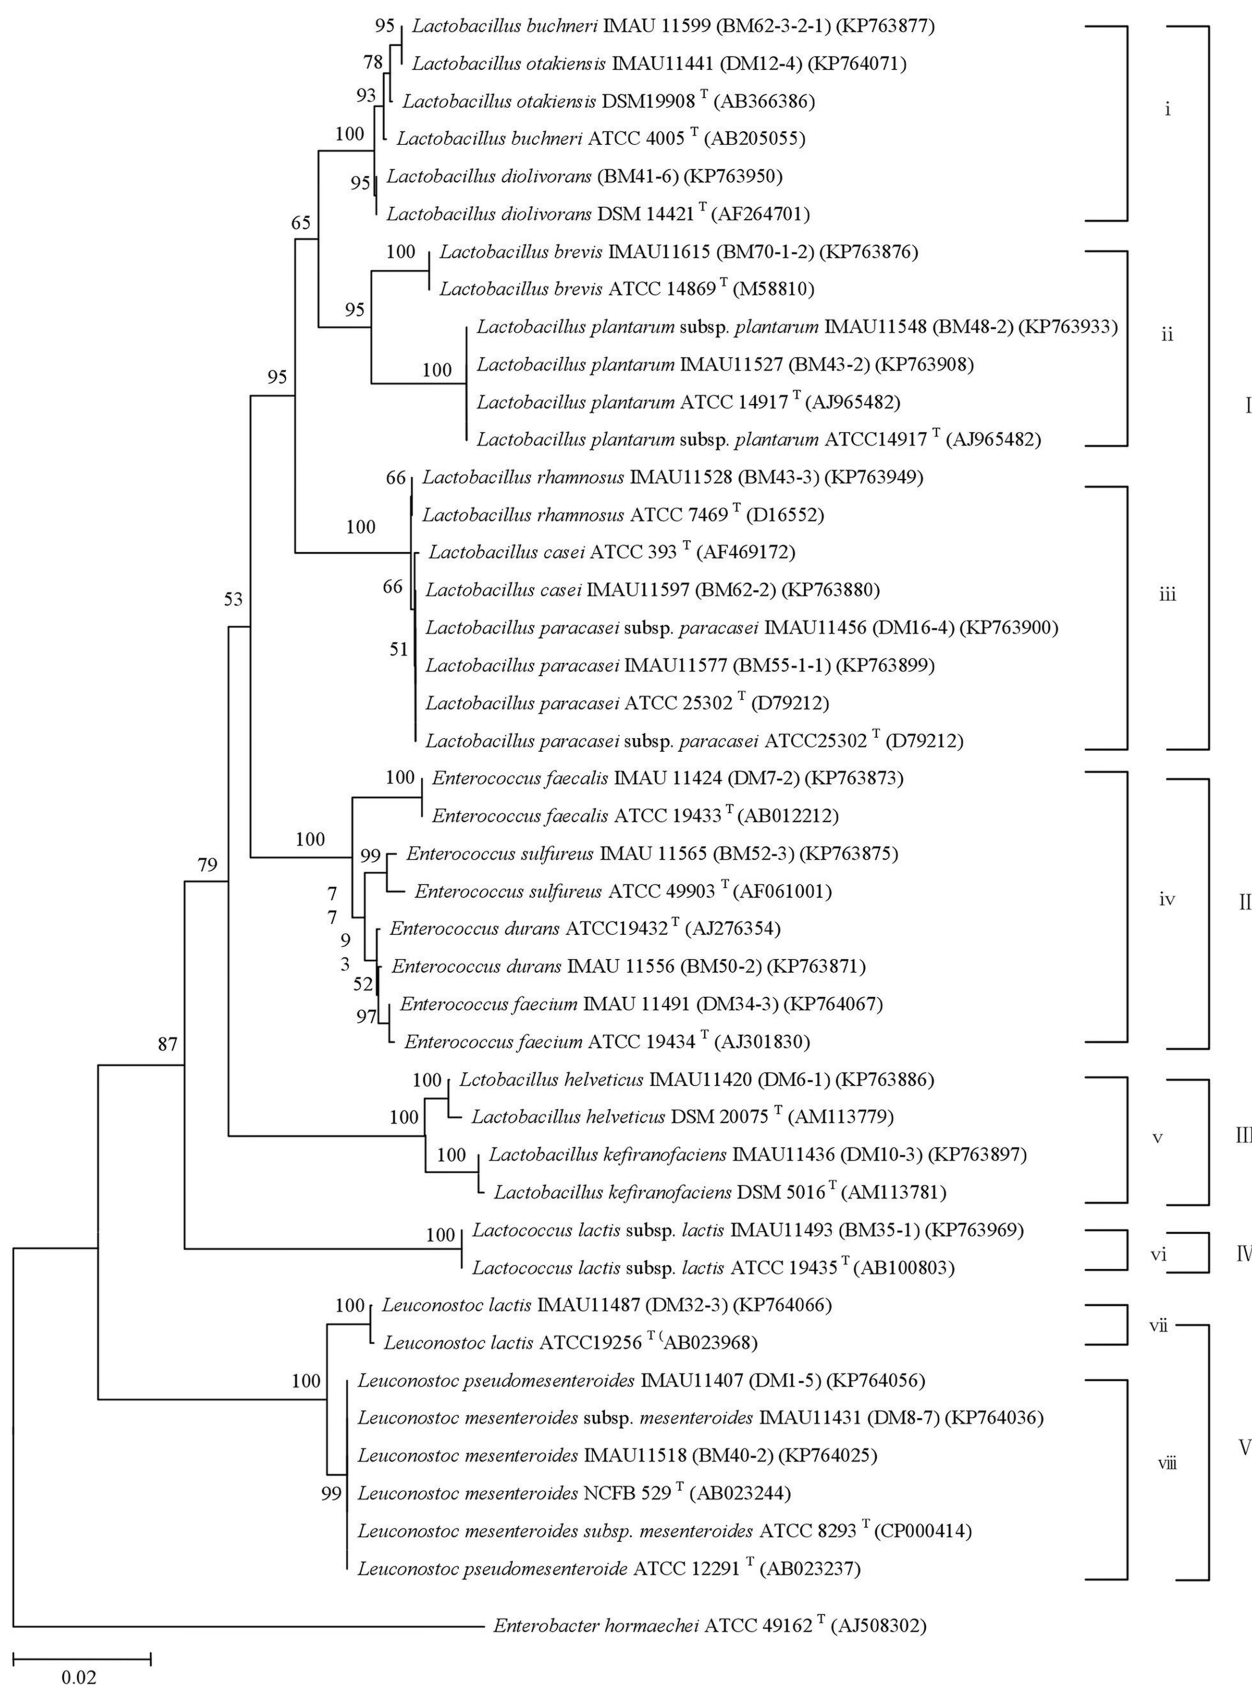 95 Lactobacillus buchneri IMAU 11599 (BM62-3-2-1) (KP763877)
78 Lactobacillus otakiensis IMAU11441 (DM12-4) (KP764071)
93 Lactobacillus otakiensis DSM19908 T (AB366386)
i
100 Lactobacillus buchneri ATCC 4005 T (AB205055)
95 Lactobacillus diolivorans (BM41-6) (KP763950)
Lactobacillus diolivorans DSM 14421 T (AF264701)
65
100 Lactobacillus brevis IMAU11615 (BM70-1-2) (KP763876)
Lactobacillus brevis ATCC 14869 T (M58810)
95
Lactobacillus plantarum subsp. plantarum IMAU11548 (BM48-2) (KP763933)
ii
100 Lactobacillus plantarum IMAU11527 (BM43-2) (KP763908)
95
Lactobacillus plantarum ATCC 14917 T (AJ965482)
I
Lactobacillus plantarum subsp. plantarum ATCC14917 T (AJ965482)
66 Lactobacillus rhamnosus IMAU11528 (BM43-3) (KP763949)
Lactobacillus rhamnosus ATCC 7469 T (D16552)
100
Lactobacillus casei ATCC 393 T (AF469172)
66 Lactobacillus casei IMAU11597 (BM62-2) (KP763880)
iii
53
Lactobacillus paracasei subsp. paracasei IMAU11456 (DM16-4) (KP763900)
51
Lactobacillus paracasei IMAU11577 (BM55-1-1) (KP763899)
Lactobacillus paracasei ATCC 25302 T (D79212)
Lactobacillus paracasei subsp. paracasei ATCC25302 T (D79212)
100 Enterococcus faecalis IMAU 11424 (DM7-2) (KP763873)
Enterococcus faecalis ATCC 19433 T (AB012212)
100
99 Enterococcus sulfureus IMAU 11565 (BM52-3) (KP763875)
79
7 Enterococcus sulfureus ATCC 49903 T (AF061001)
iv
II
7
Enterococcus durans ATCC19432 T (AJ276354)
9
3 Enterococcus durans IMAU 11556 (BM50-2) (KP763871)
52
97 Enterococcus faecium IMAU 11491 (DM34-3) (KP764067)
Enterococcus faecium ATCC 19434 T (AJ301830)
87
100 Lctobacillus helveticus IMAU11420 (DM6-1) (KP763886)
100 Lactobacillus helveticus DSM 20075 T (AM113779)
v
III
100 Lactobacillus kefiranofaciens IMAU11436 (DM10-3) (KP763897)
Lactobacillus kefiranofaciens DSM 5016 T (AM113781)
100 Lactococcus lactis subsp. lactis IMAU11493 (BM35-1) (KP763969)
vi
IV
Lactococcus lactis subsp. lactis ATCC 19435 T (AB100803)
100 Leuconostoc lactis IMAU11487 (DM32-3) (KP764066)
vii
Leuconostoc lactis ATCC19256 T (AB023968)
100 Leuconostoc pseudomesenteroides IMAU11407 (DM1-5) (KP764056)
Leuconostoc mesenteroides subsp. mesenteroides IMAU11431 (DM8-7) (KP764036)
V
Leuconostoc mesenteroides IMAU11518 (BM40-2) (KP764025)
viii
99 Leuconostoc mesenteroides NCFB 529 T (AB023244)
Leuconostoc mesenteroides subsp. mesenteroides ATCC 8293 T (CP000414)
Leuconostoc pseudomesenteroide ATCC 12291 T (AB023237)
Enterobacter hormaechei ATCC 49162 T (AJ508302)
0.02